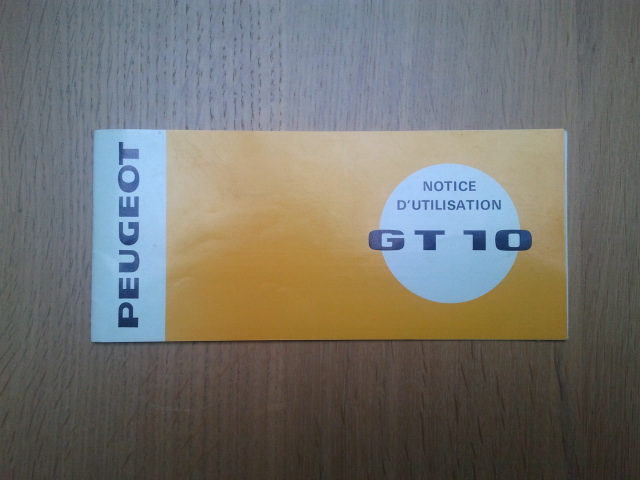 PEUGEOT
NOTICE
D'UTILISATION
GT 10